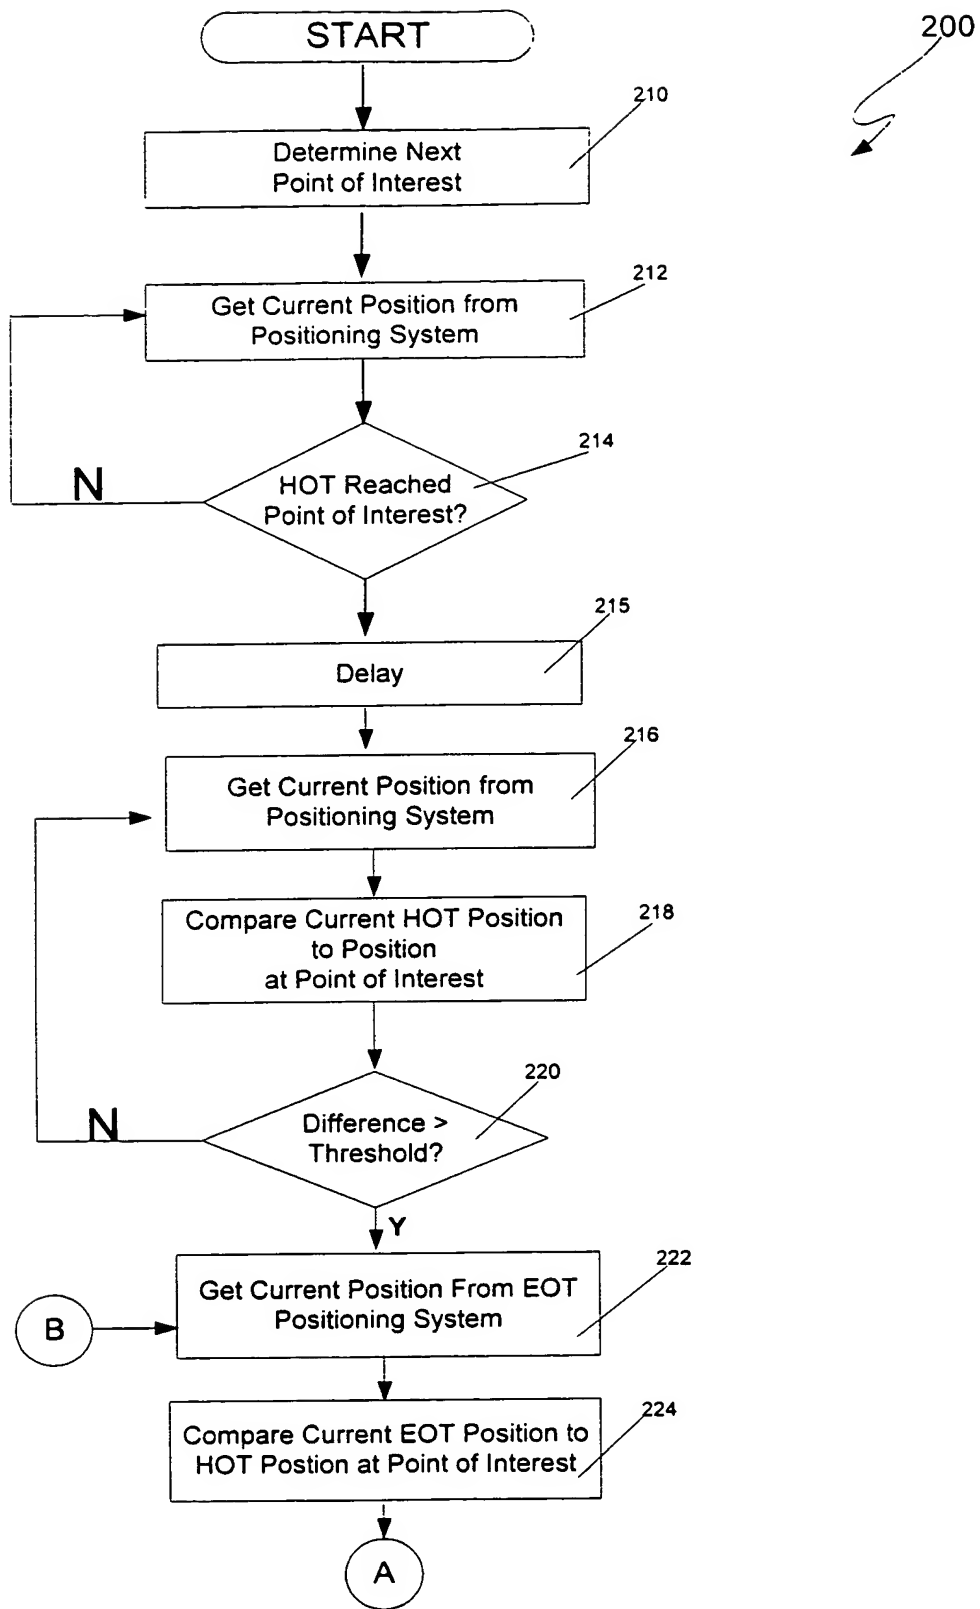 START
200
210
Determine Next
Point of Interest
212
Get Current Position from
Positioning System
214
N
HOT Reached
Point of Interest?
215
Delay
216
Get Current Position from
Positioning System
218
Compare Current HOT Position
to Position
at Point of Interest
220
N
Difference >
Threshold?
Y
222
Get Current Position From EOT
Positioning System
B
224
Compare Current EOT Position to
HOT Postion at Point of Interest
A